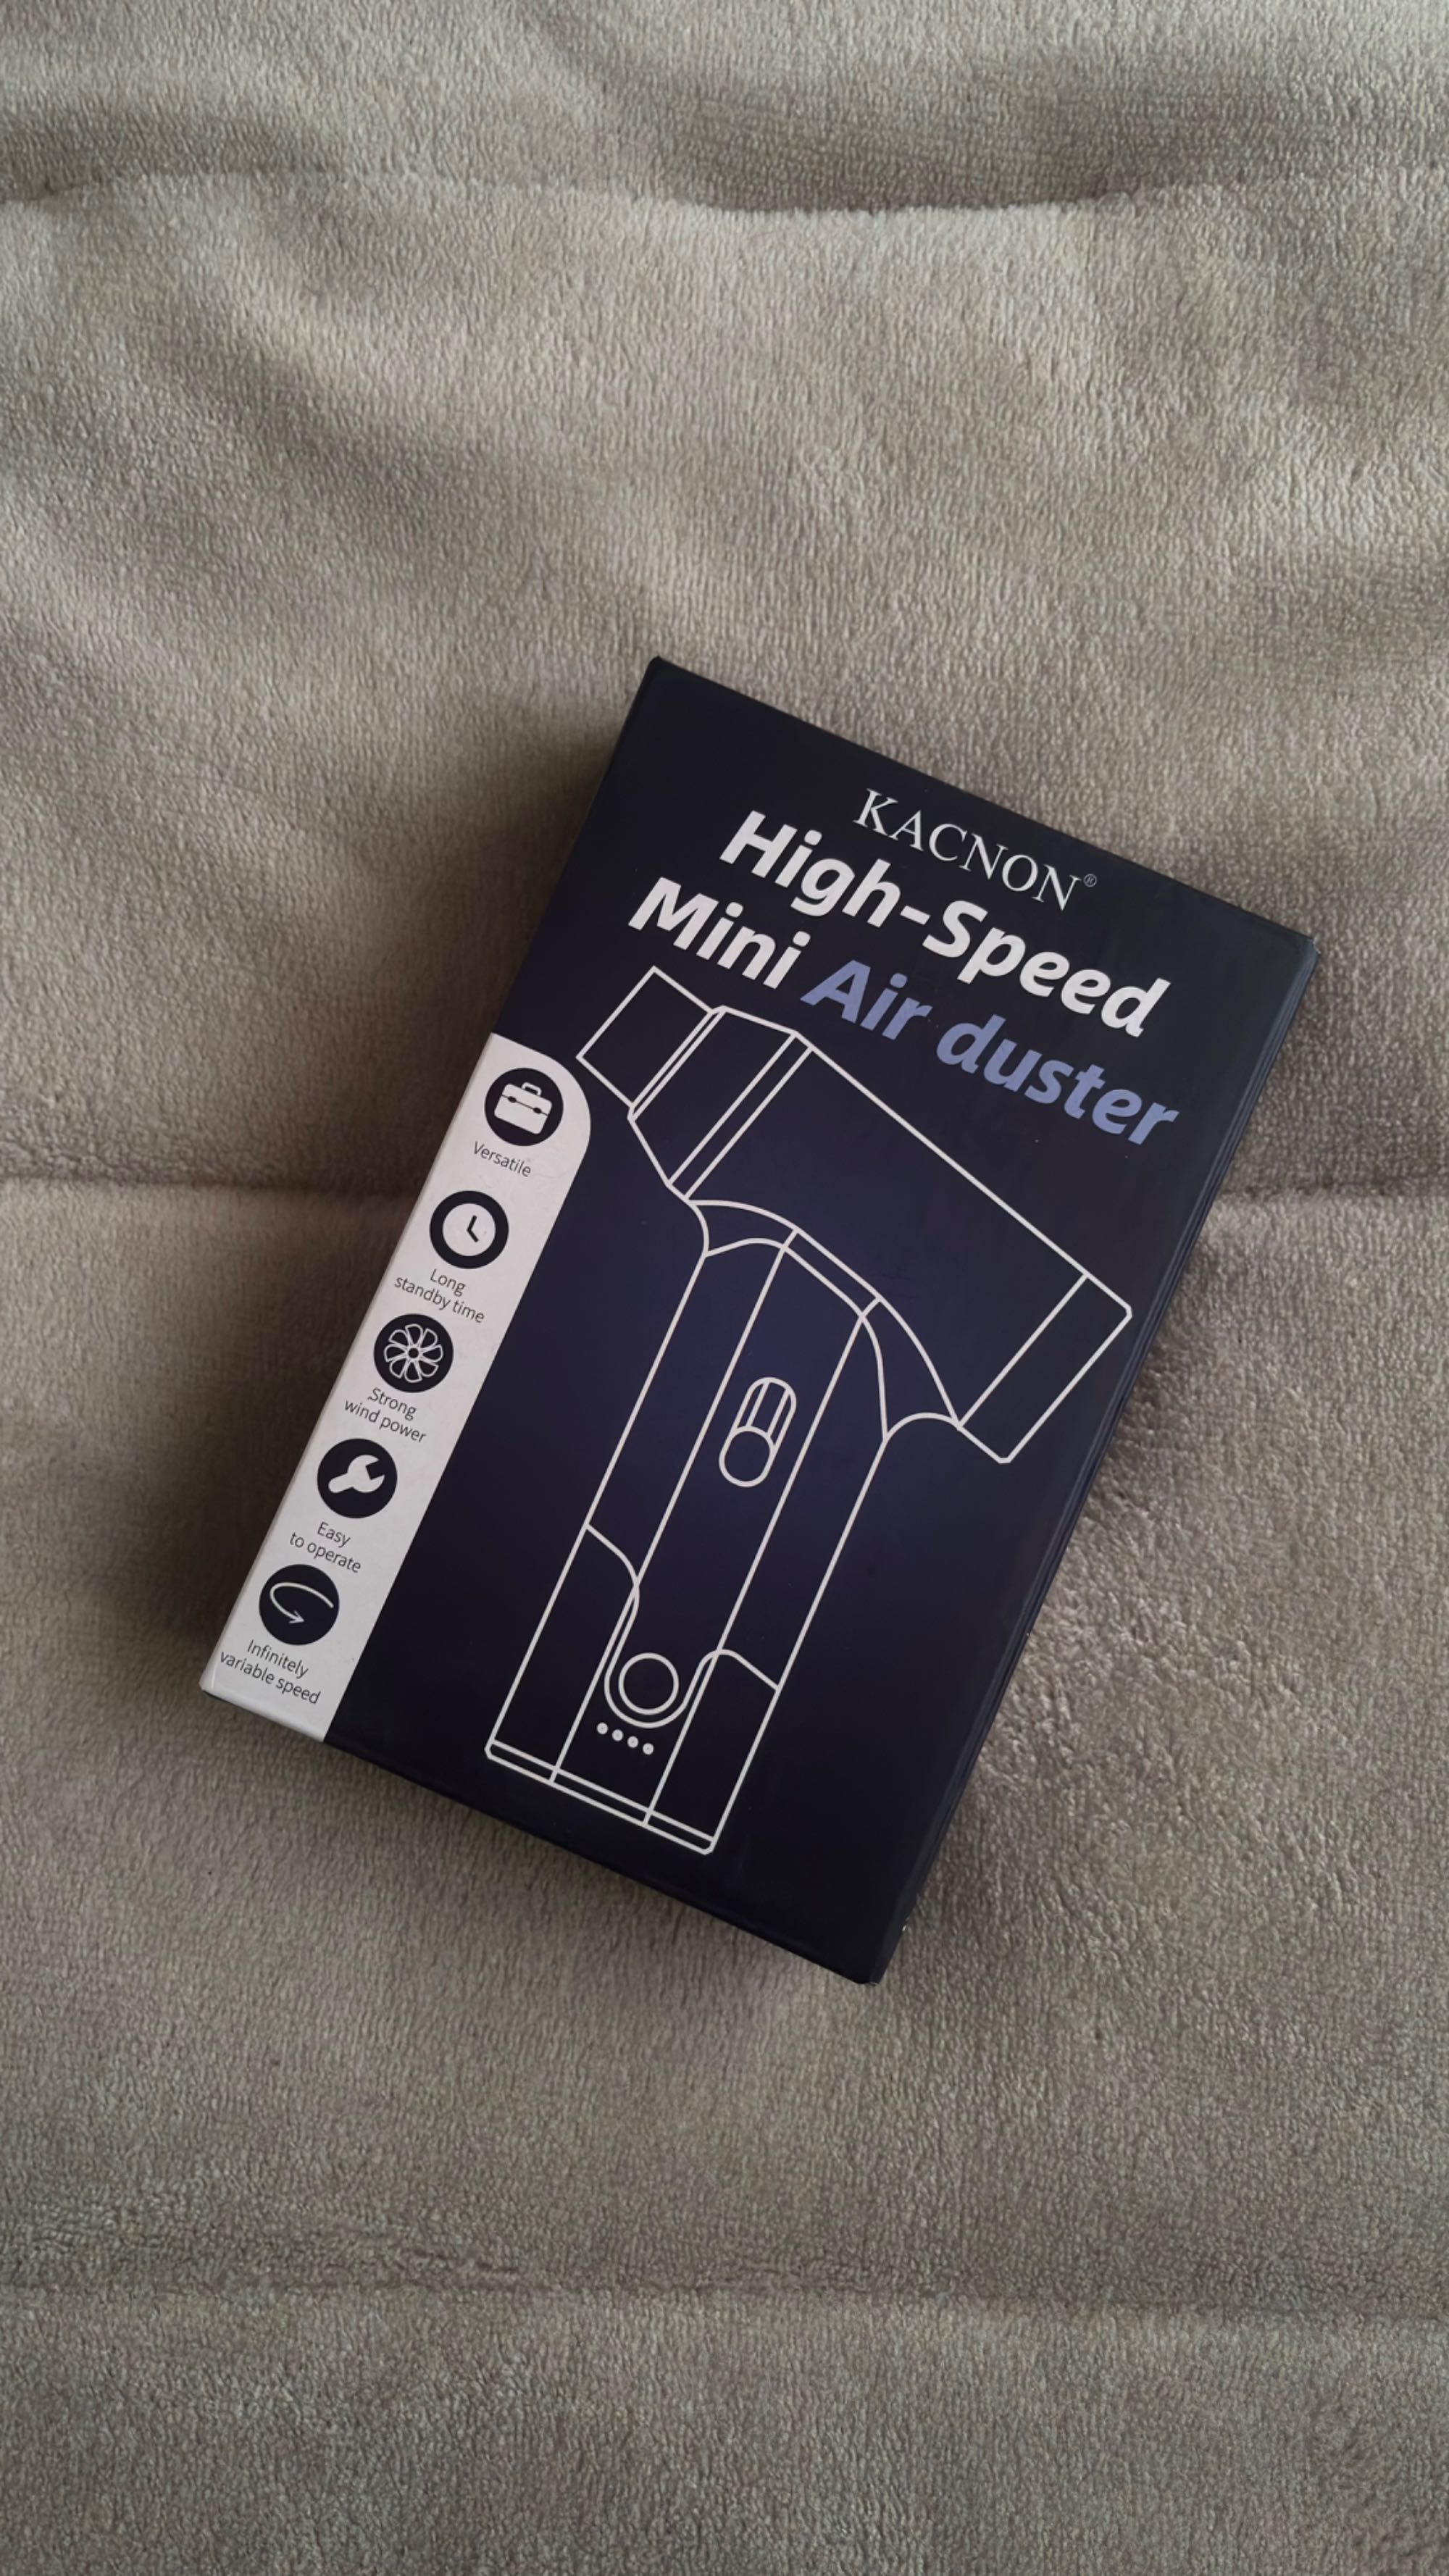 KACNON®
High-Speed
Mini Air duster
Versatile
Long
standby time
Strong
wind power
Easy
to operate
Infinitely
variable speed